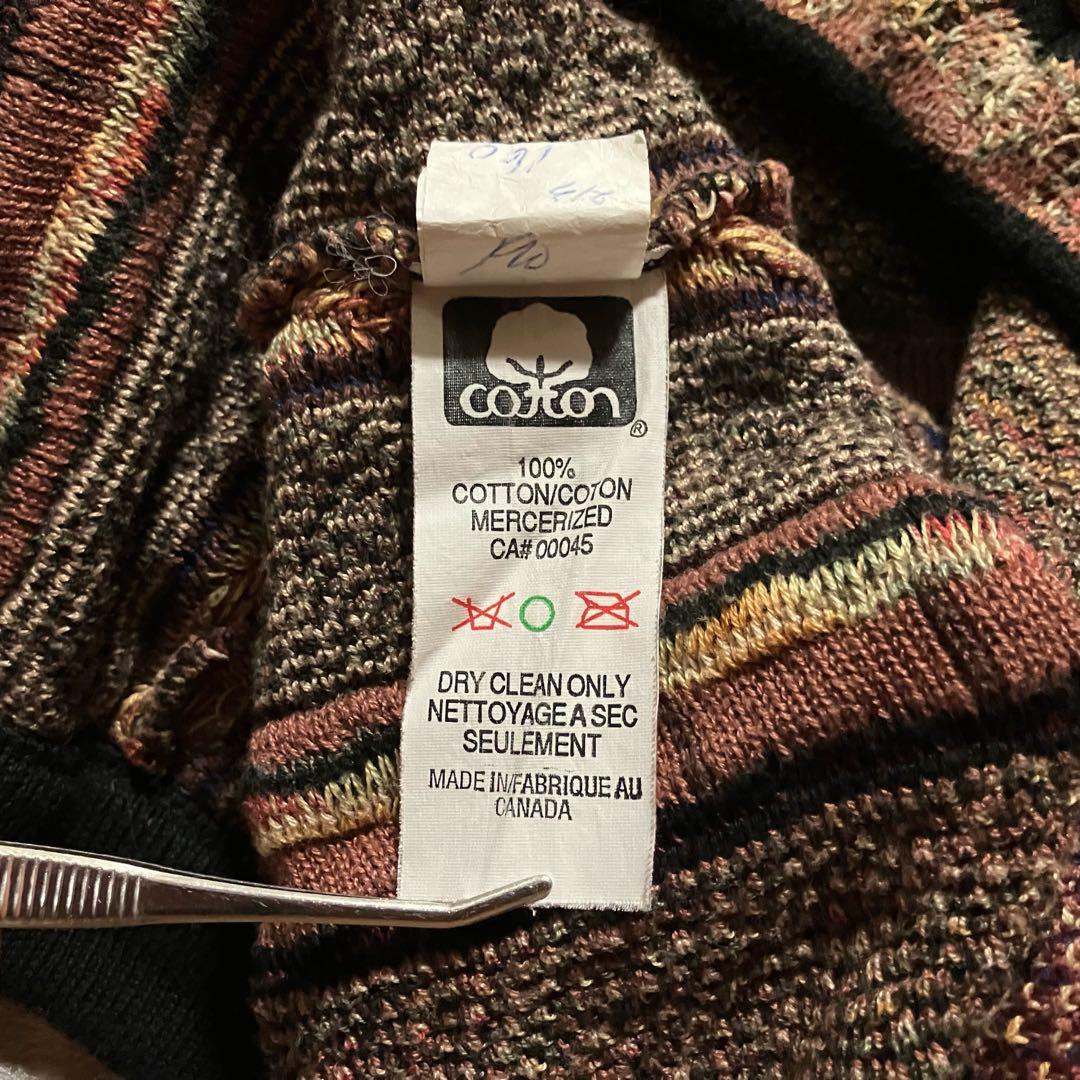 cotton
®
100%
COTTON/COTON
MERCERIZED
CA# 00045
DRY CLEAN ONLY
NETTOYAGE A SEC
SEULEMENT
MADE IN/FABRIQUE AU
CANADA